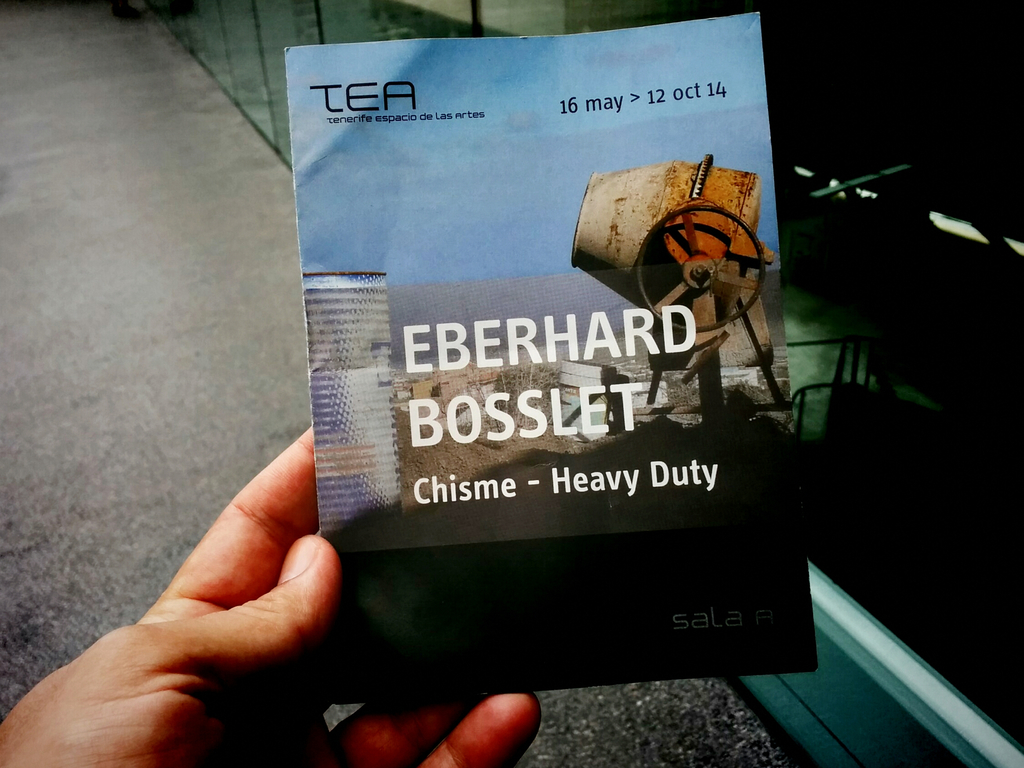 TEA
tenerife espacio de las artes
16 may > 12 oct 14
EBERHARD
BOSSLET
Chisme - Heavy Duty
sala A